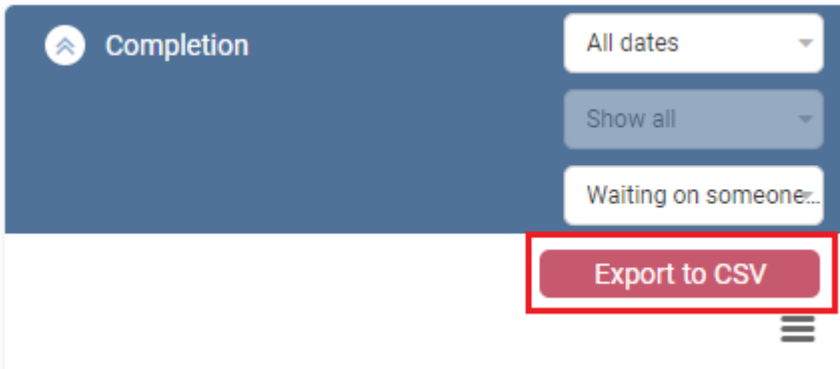 Completion
All dates
Show all
Waiting on someone...
Export to CSV